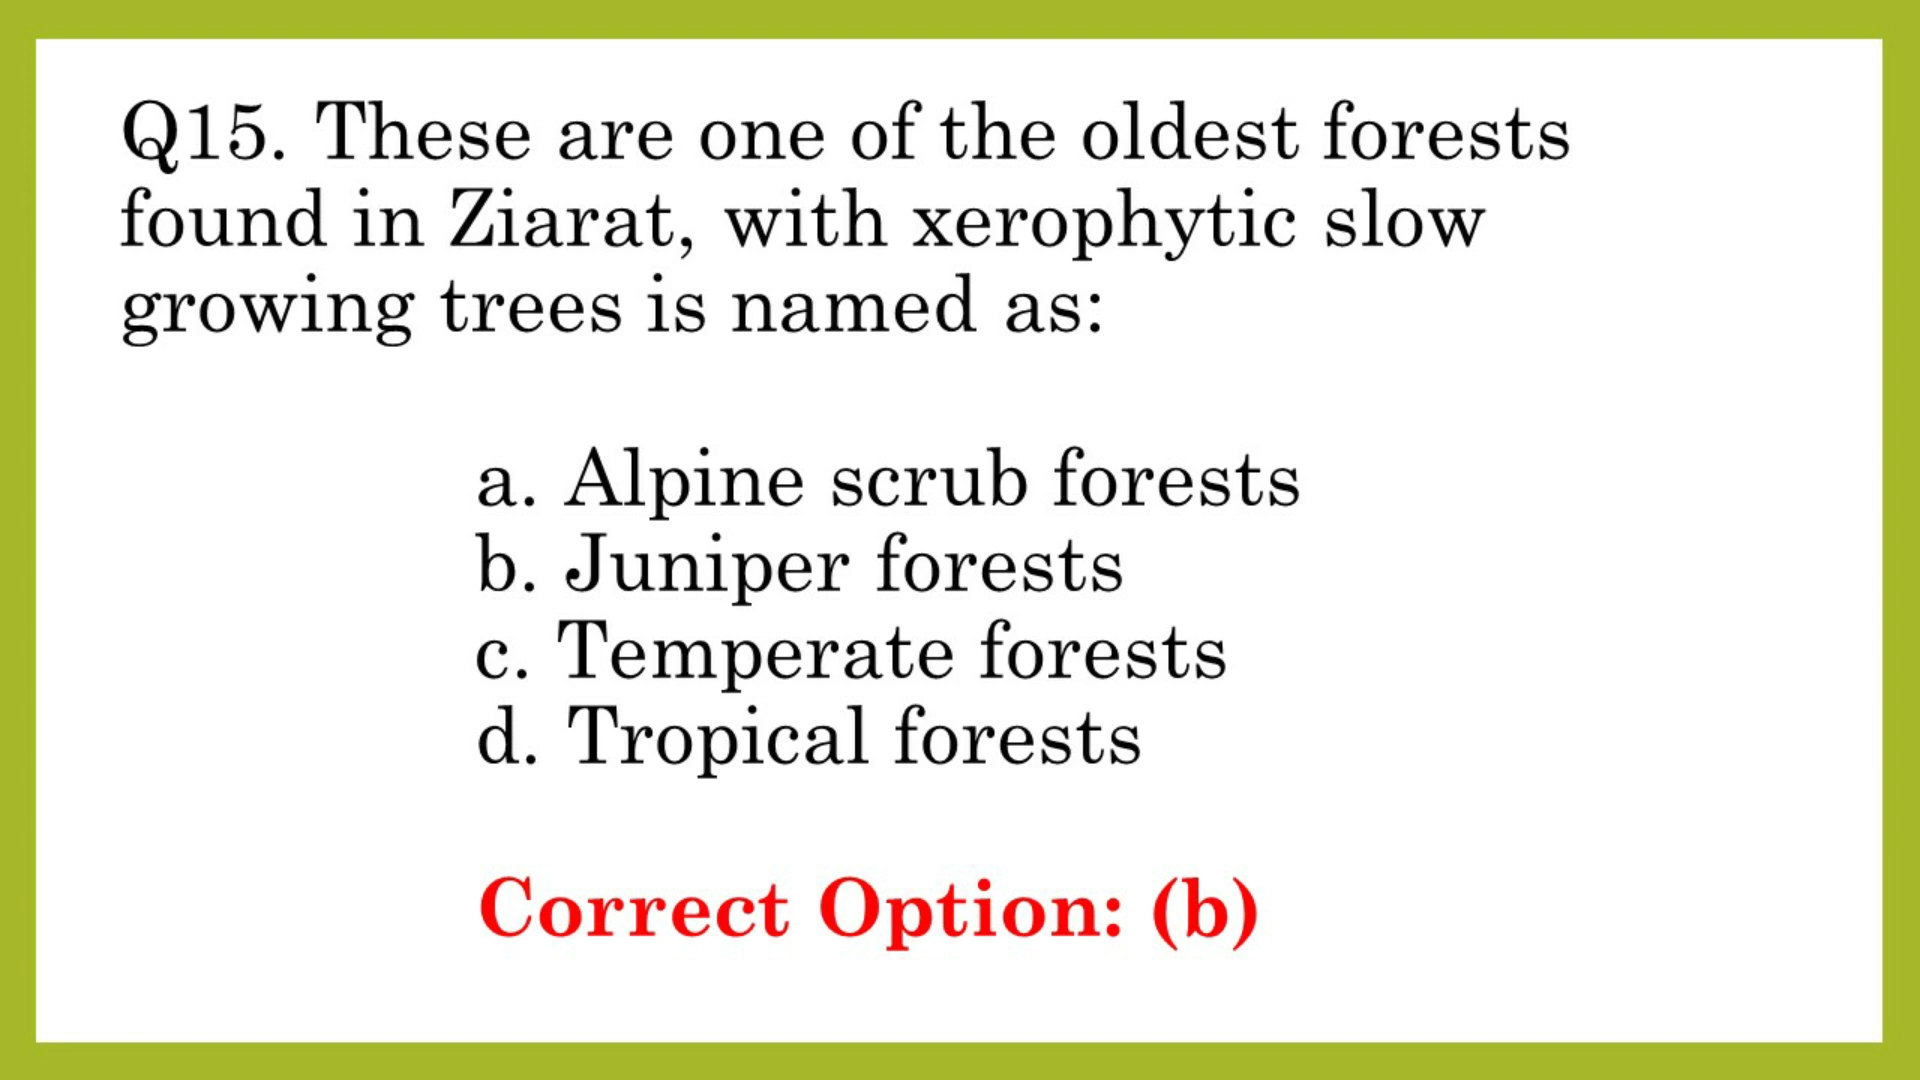 Q15. These are one of the oldest forests
found in Ziarat, with xerophytic slow
growing trees is named as:
a. Alpine scrub forests
b. Juniper forests
c. Temperate forests
d. Tropical forests
Correct Option: (b)